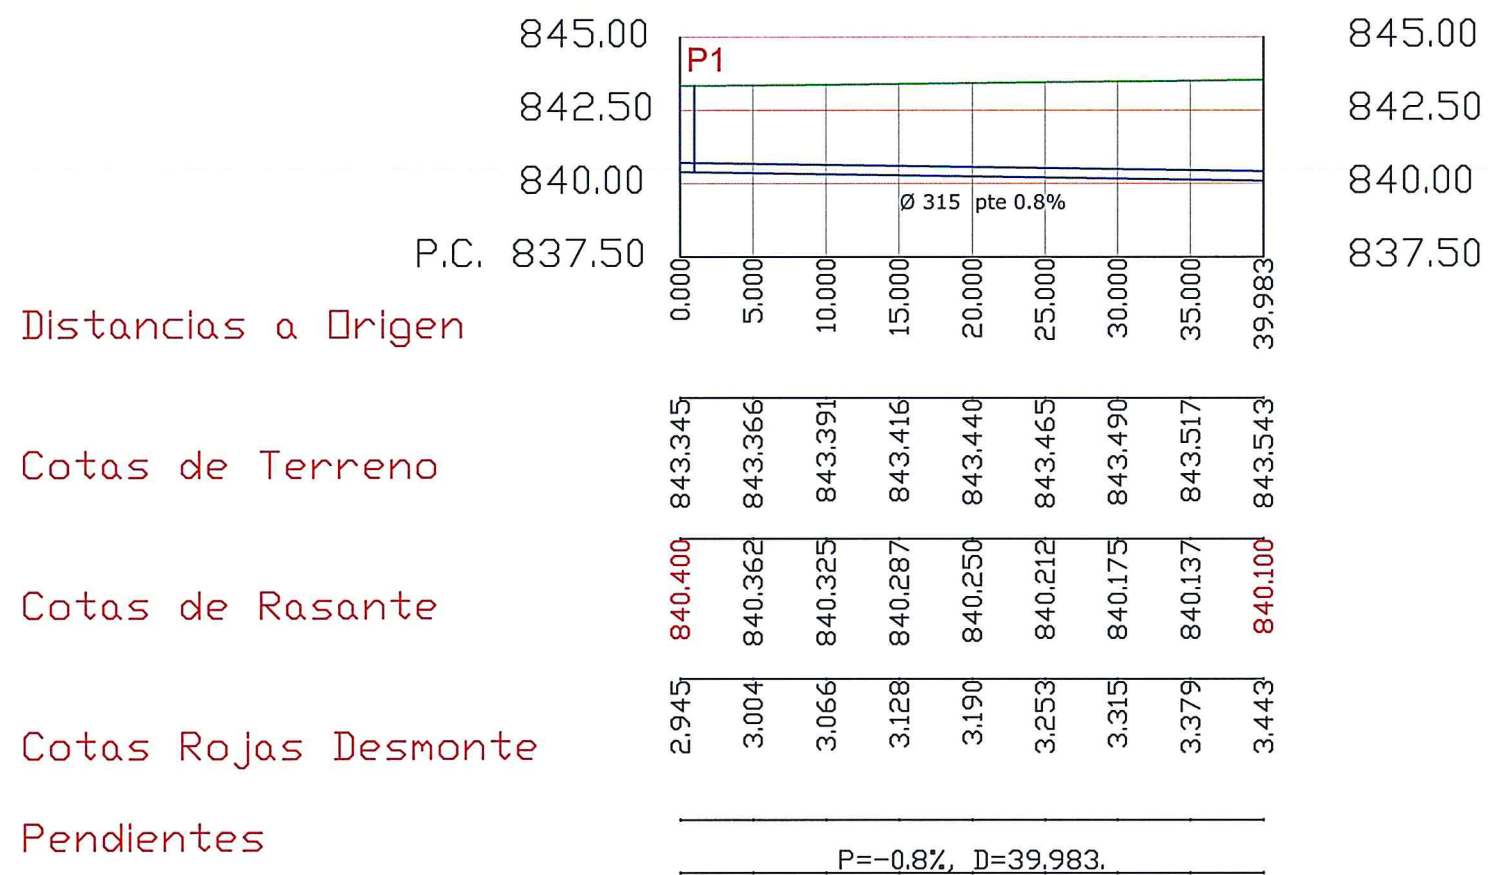 845.00 845.00
P1
842.50 842.50
840.00 840.00
Ø 315 pte 0.8%
P.C. 837.50 837.50
Distancias a Origen 0.000 5.000 10.000 15.000 20.000 25.000 30.000 35.000 39.983
Cotas de Terreno 843.345 843.366 843.391 843.416 843.440 843.465 843.490 843.517 843.543
Cotas de Rasante 840.400 840.362 840.325 840.287 840.250 840.212 840.175 840.137 840.100
Cotas Rojas Desmonte 2.945 3.004 3.066 3.128 3.190 3.253 3.315 3.379 3.443
Pendientes
P=-0.8%, D=39.983.